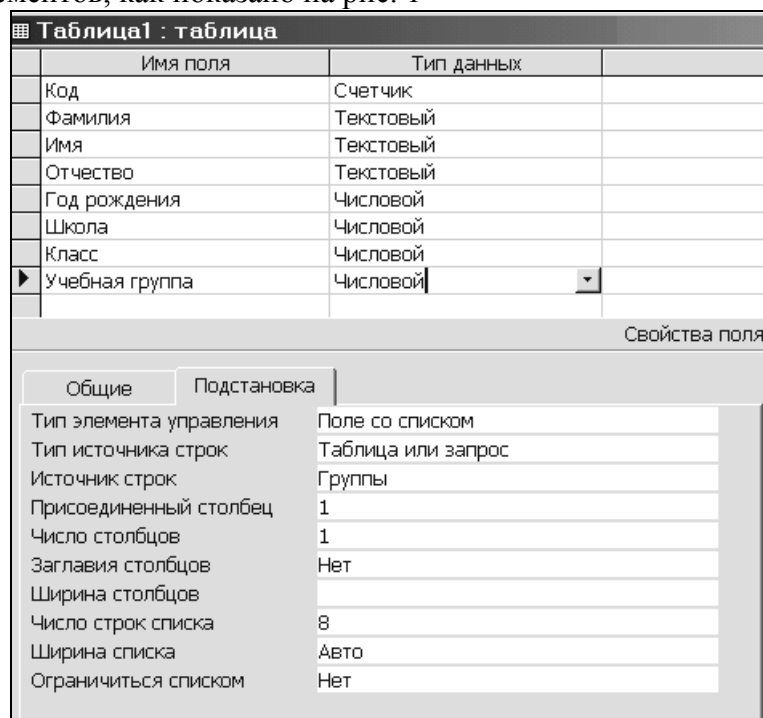 ементов, как показано на рис. 1
Таблица1 : таблица
Имя поля Тип данных
Код Счетчик
Фамилия Текстовый
Имя Текстовый
Отчество Текстовый
Год рождения Числовой
Школа Числовой
Класс Числовой
Учебная группа Числовой
Свойства поля
Общие Подстановка
Тип элемента управления Поле со списком
Тип источника строк Таблица или запрос
Источник строк Группы
Присоединенный столбец 1
Число столбцов 1
Заглавия столбцов Нет
Ширина столбцов
Число строк списка 8
Ширина списка Авто
Ограничиться списком Нет